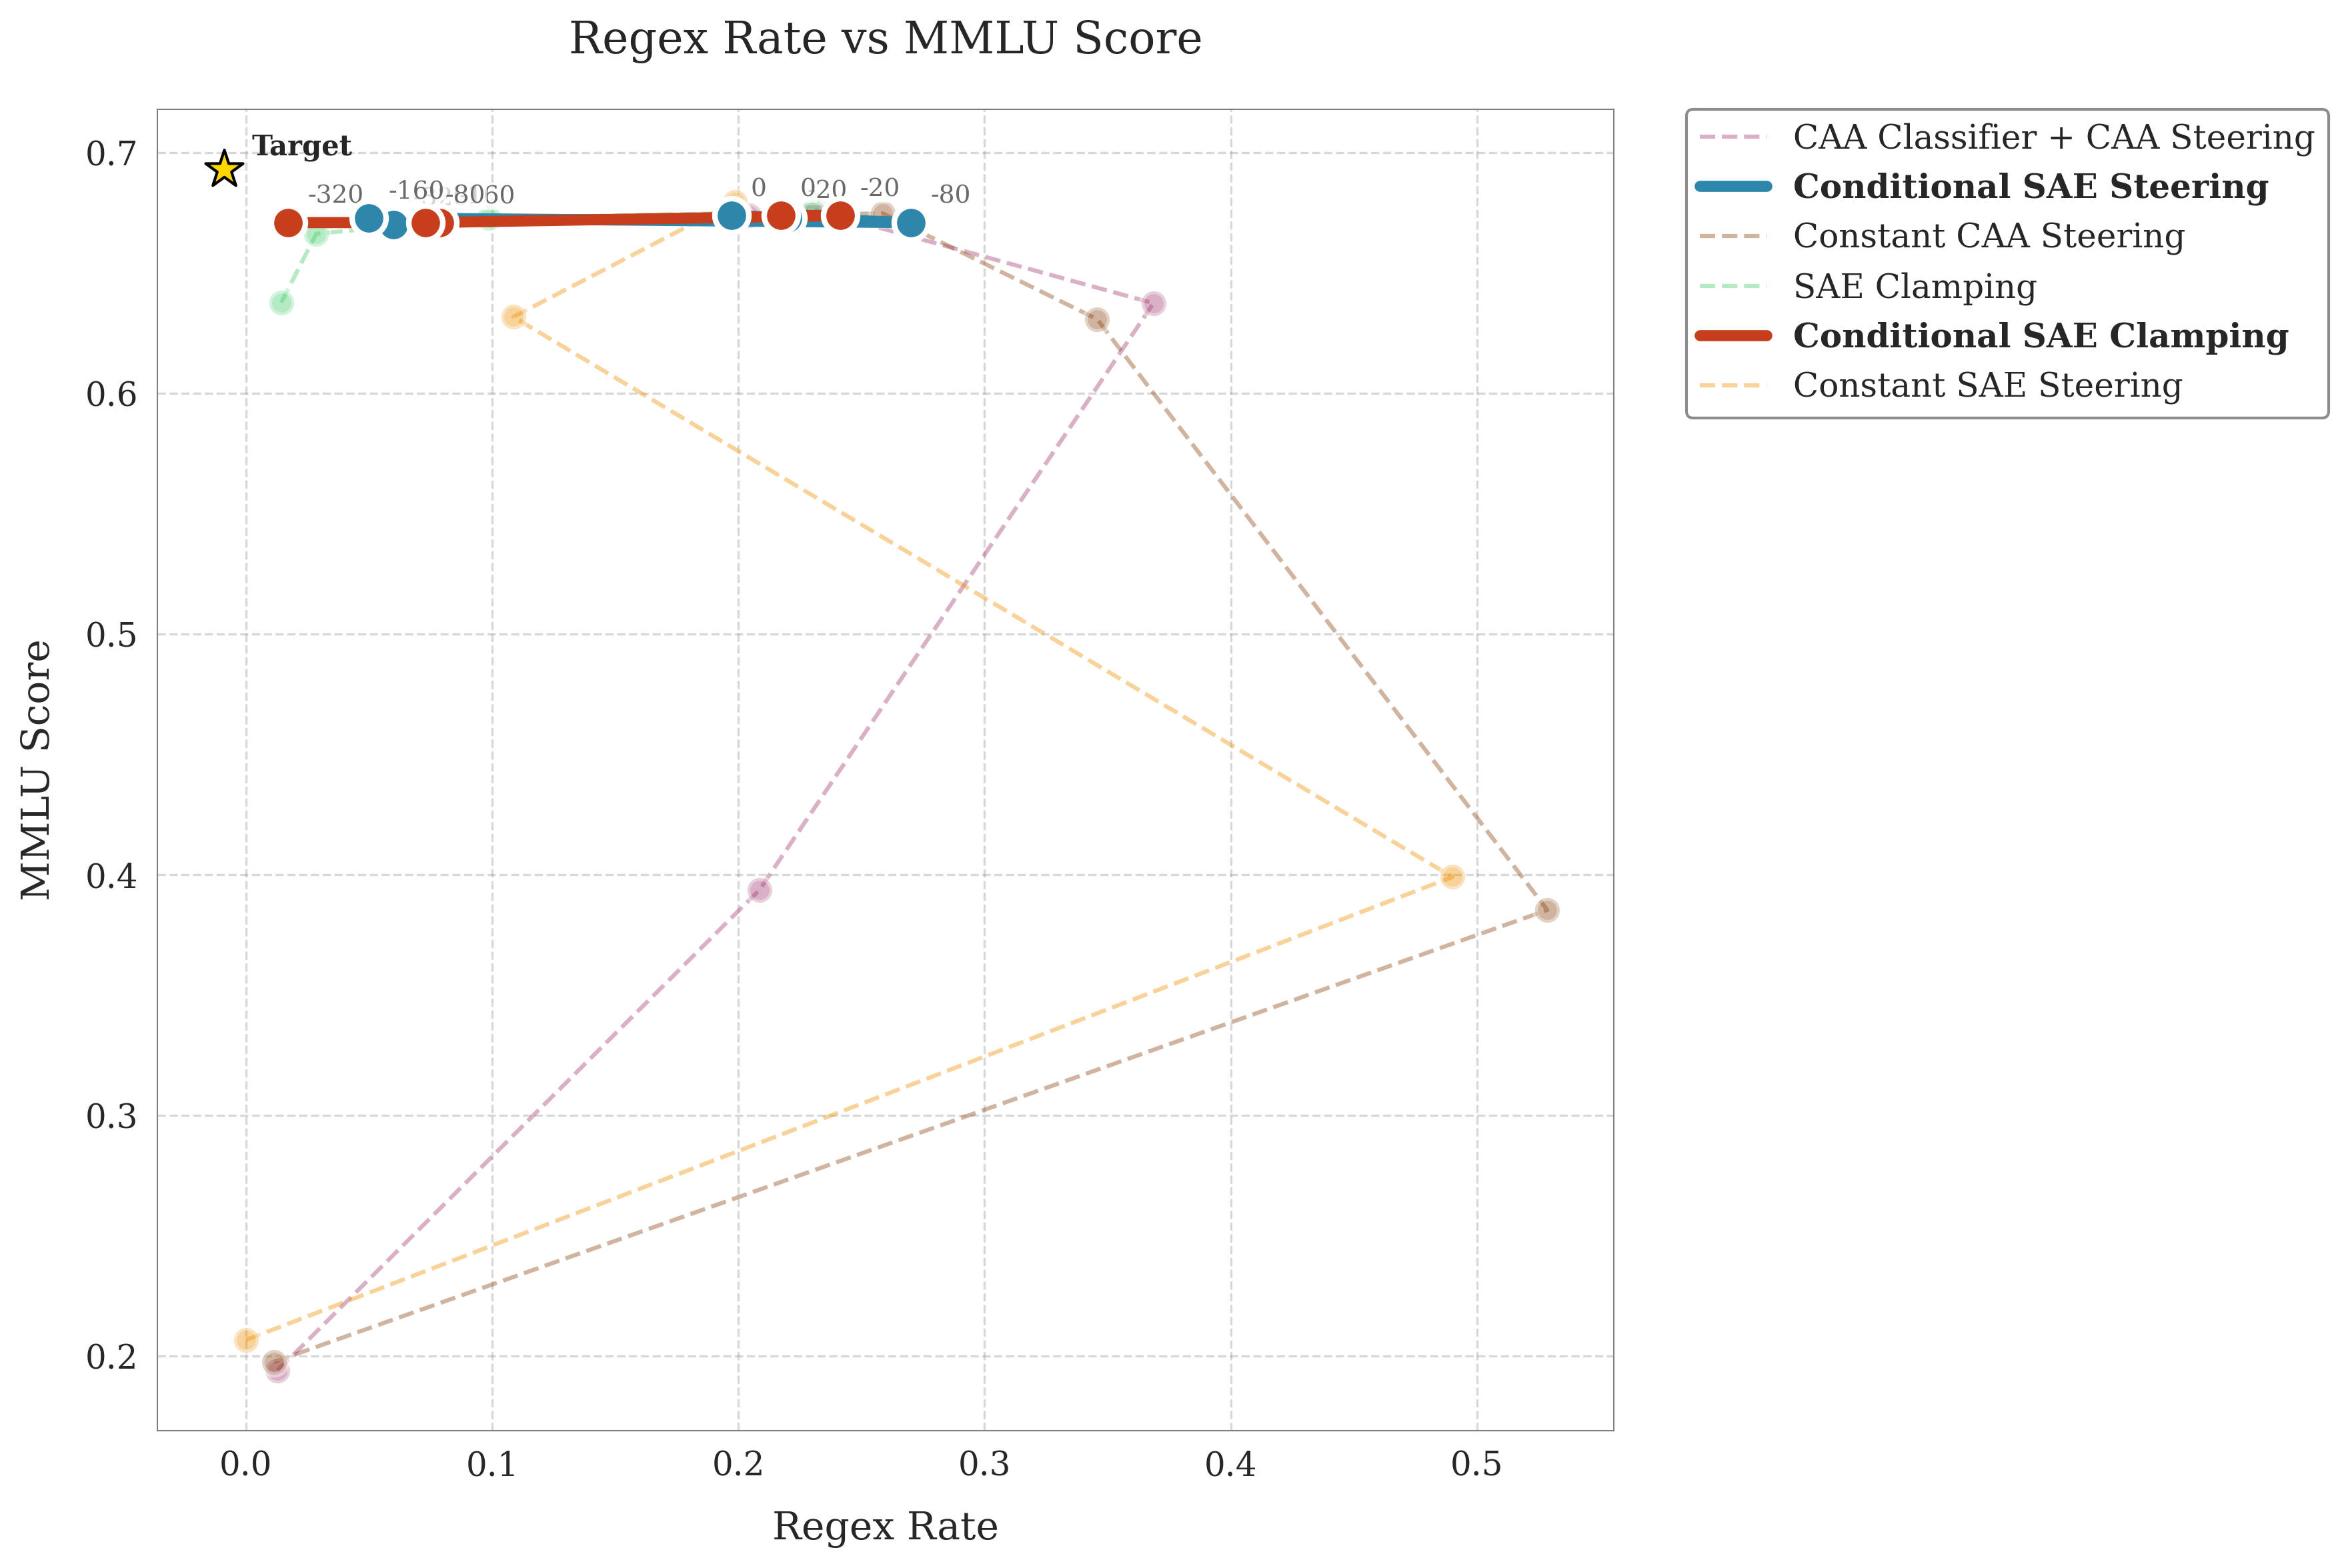 Regex Rate vs MMLU Score
Target
-320
-160
-80
0
0
20
-20
-80
0.7
0.6
0.5
0.4
0.3
0.2
MMLU Score
0.0
0.1
0.2
0.3
0.4
0.5
Regex Rate
CAA Classifier + CAA Steering
Conditional SAE Steering
Constant CAA Steering
SAE Clamping
Conditional SAE Clamping
Constant SAE Steering